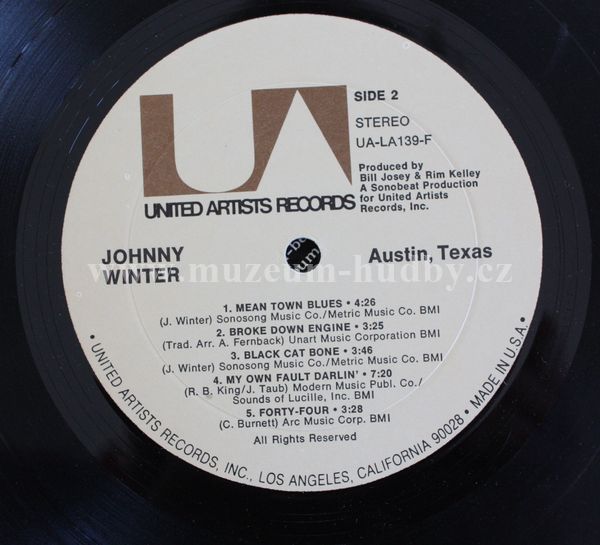 UA
SIDE 2
STEREO
UA-LA139-F
Produced by
Bill Josey & Rim Kelley
A Sonobeat Production
for United Artists
Records, Inc.
UNITED ARTISTS RECORDS
JOHNNY
WINTER
Austin, Texas
www.muzeum-hudby.cz
1. MEAN TOWN BLUES • 4:26
(J. Winter) Sonosong Music Co./Metric Music Co. BMI
2. BROKE DOWN ENGINE • 3:25
(Trad. Arr. A. Fernback) Unart Music Corporation BMI
3. BLACK CAT BONE • 3:46
(J. Winter) Sonosong Music Co./Metric Music Co. BMI
4. MY OWN FAULT DARLIN' • 7:20
(R. B. King/J. Taub) Modern Music Publ. Co./
Sounds of Lucille, Inc. BMI
5. FORTY-FOUR • 3:28
(C. Burnett) Arc Music Corp. BMI
All Rights Reserved
• UNITED ARTISTS RECORDS, INC., LOS ANGELES, CALIFORNIA 90028 • MADE IN U.S.A. •